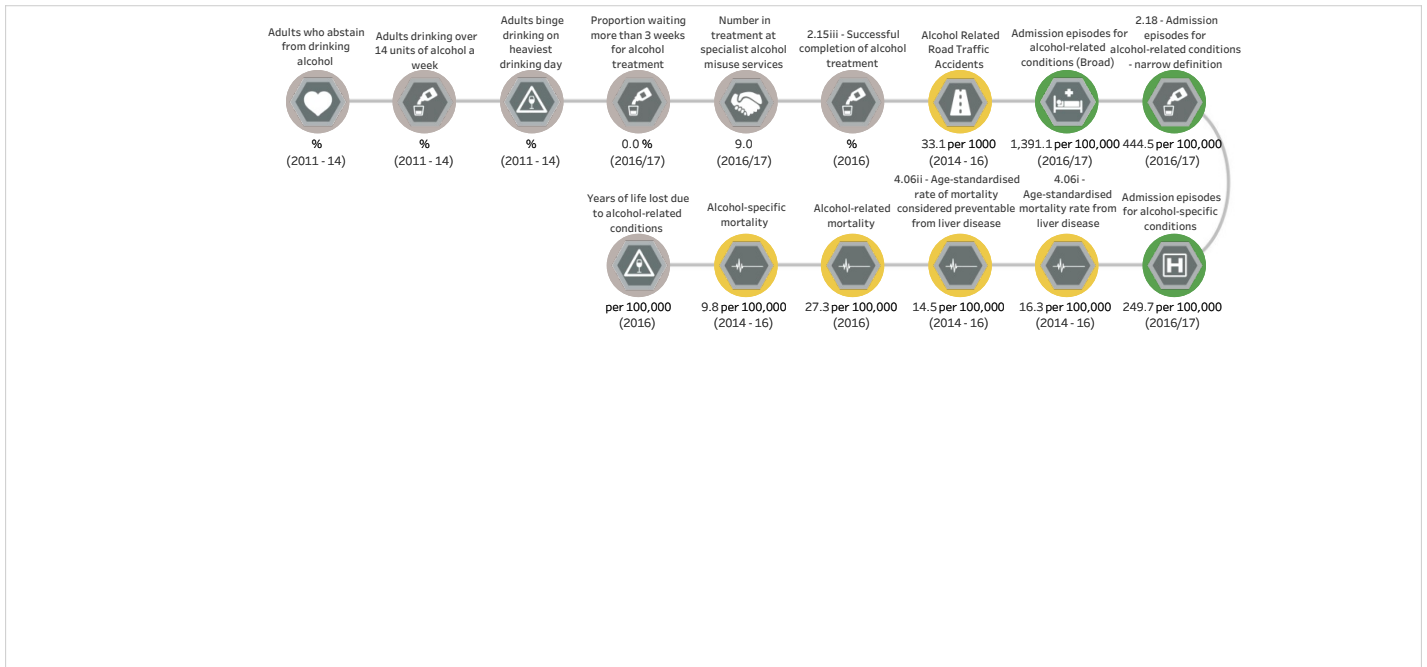 Adults who abstain
from drinking
alcohol
%
(2011 - 14)
Adults drinking over
14 units of alcohol a
week
%
(2011 - 14)
Adults binge
drinking on
heaviest
drinking day
%
(2011 - 14)
Proportion waiting
more than 3 weeks
for alcohol
treatment
0.0 %
(2016/17)
Number in
treatment at
specialist alcohol
misuse services
9.0
(2016/17)
2.15iii - Successful
completion of alcohol
treatment
%
(2016)
Alcohol Related
Road Traffic
Accidents
33.1 per 1000
(2014 - 16)
Admission episodes for
alcohol-related
conditions (Broad)
1,391.1 per 100,000
(2016/17)
2.18 - Admission
episodes for
alcohol-related conditions
- narrow definition
444.5 per 100,000
(2016/17)
Years of life lost due
to alcohol-related
conditions
per 100,000
(2016)
Alcohol-specific
mortality
9.8 per 100,000
(2014 - 16)
Alcohol-related
mortality
27.3 per 100,000
(2016)
4.06ii - Age-standardised
rate of mortality
considered preventable
from liver disease
14.5 per 100,000
(2014 - 16)
4.06i -
Age-standardised
mortality rate from
liver disease
16.3 per 100,000
(2014 - 16)
Admission episodes
for alcohol-specific
conditions
H
249.7 per 100,000
(2016/17)